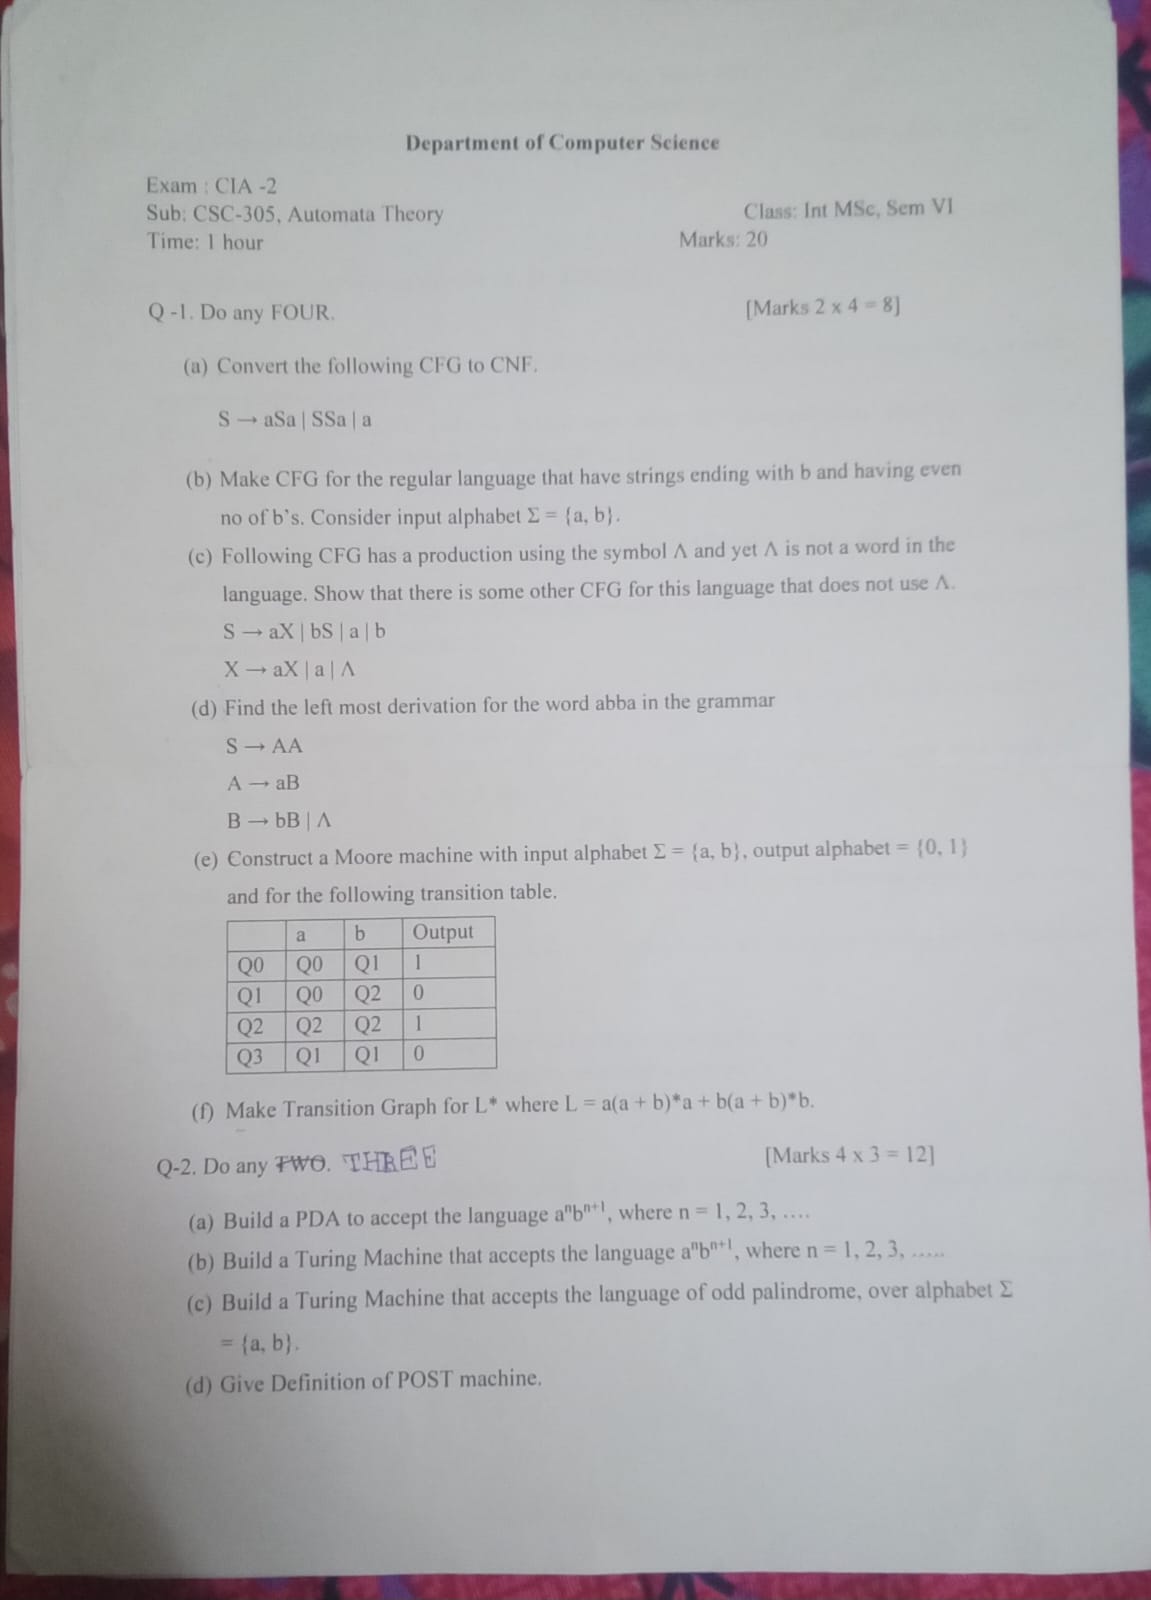 Department of Computer Science
Exam : CIA -2
Sub: CSC-305, Automata Theory
Class: Int MSc, Sem VI
Time: 1 hour
Marks: 20
Q -1. Do any FOUR.
[Marks 2 x 4 = 8]
(a) Convert the following CFG to CNF.
S → aSa | SSa | a
(b) Make CFG for the regular language that have strings ending with b and having even
no of b's. Consider input alphabet Σ = {a, b}.
(c) Following CFG has a production using the symbol Λ and yet Λ is not a word in the
language. Show that there is some other CFG for this language that does not use Λ.
S → aX | bS | a | b
X → aX | a | Λ
(d) Find the left most derivation for the word abba in the grammar
S → AA
A → aB
B → bB | Λ
(e) Construct a Moore machine with input alphabet Σ = {a, b}, output alphabet = {0, 1}
and for the following transition table.
a b Output
Q0 Q0 Q1 1
Q1 Q0 Q2 0
Q2 Q2 Q2 1
Q3 Q1 Q1 0
(f) Make Transition Graph for L* where L = a(a + b)*a + b(a + b)*b.
Q-2. Do any TWO. THREE
[Marks 4 x 3 = 12]
(a) Build a PDA to accept the language aⁿbⁿ⁺¹, where n = 1, 2, 3, ....
(b) Build a Turing Machine that accepts the language aⁿbⁿ⁺¹, where n = 1, 2, 3, .....
(c) Build a Turing Machine that accepts the language of odd palindrome, over alphabet Σ
= {a, b}.
(d) Give Definition of POST machine.